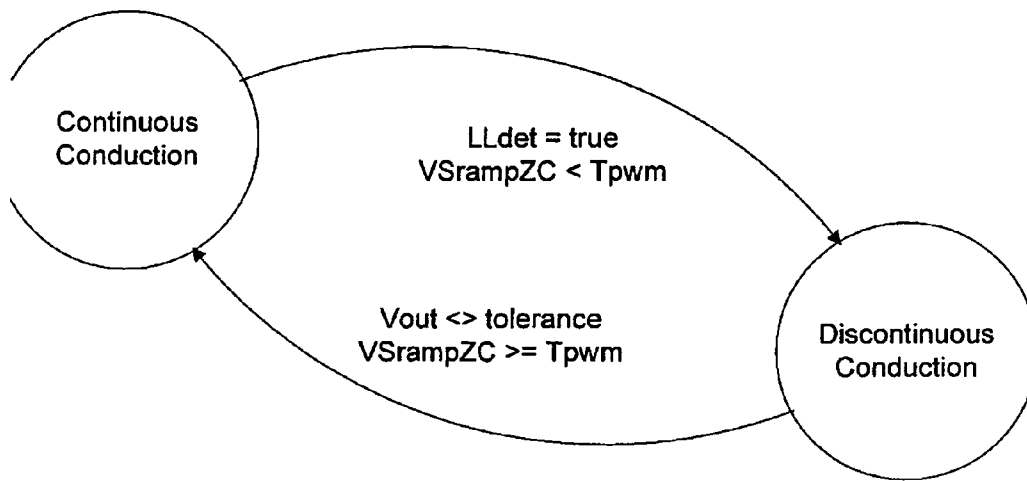 Continuous
Conduction
LLdet = true
VSrampZC < Tpwm
Vout <> tolerance
VSrampZC >= Tpwm
Discontinuous
Conduction